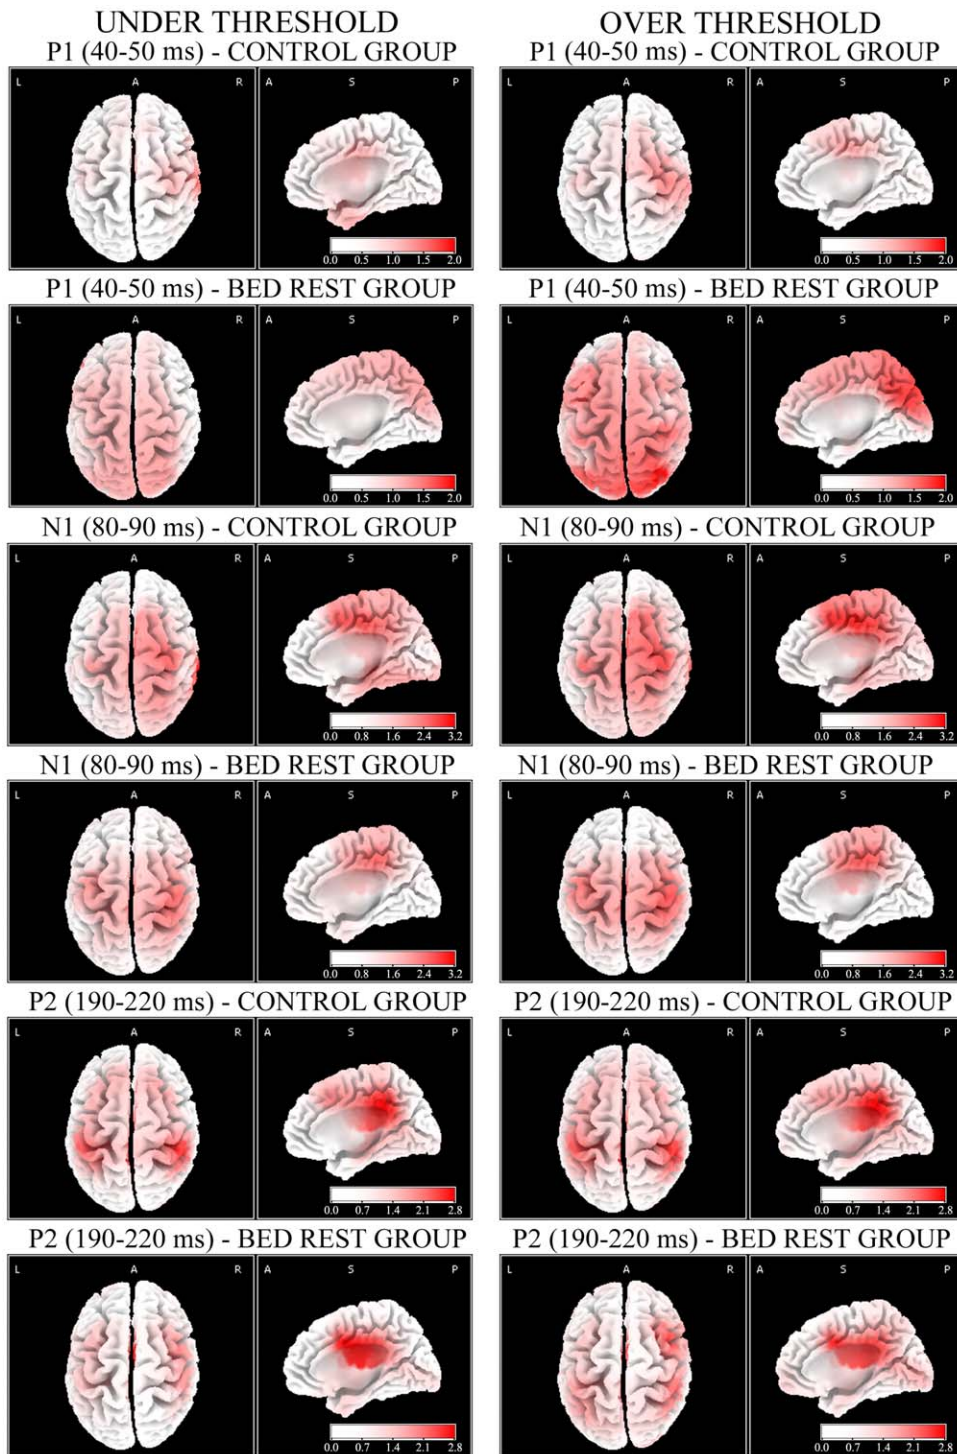 UNDER THRESHOLD OVER THRESHOLD
P1 (40-50 ms) - CONTROL GROUP P1 (40-50 ms) - CONTROL GROUP
L A R A S P L A R A S P
0.0 0.5 1.0 1.5 2.0 0.0 0.5 1.0 1.5 2.0
P1 (40-50 ms) - BED REST GROUP P1 (40-50 ms) - BED REST GROUP
L A R A S P L A R A S P
0.0 0.5 1.0 1.5 2.0 0.0 0.5 1.0 1.5 2.0
N1 (80-90 ms) - CONTROL GROUP N1 (80-90 ms) - CONTROL GROUP
L A R A S P L A R A S P
0.0 0.8 1.6 2.4 3.2 0.0 0.8 1.6 2.4 3.2
N1 (80-90 ms) - BED REST GROUP N1 (80-90 ms) - BED REST GROUP
L A R A S P L A R A S P
0.0 0.8 1.6 2.4 3.2 0.0 0.8 1.6 2.4 3.2
P2 (190-220 ms) - CONTROL GROUP P2 (190-220 ms) - CONTROL GROUP
L A R A S P L A R A S P
0.0 0.7 1.4 2.1 2.8 0.0 0.7 1.4 2.1 2.8
P2 (190-220 ms) - BED REST GROUP P2 (190-220 ms) - BED REST GROUP
L A R A S P L A R A S P
0.0 0.7 1.4 2.1 2.8 0.0 0.7 1.4 2.1 2.8